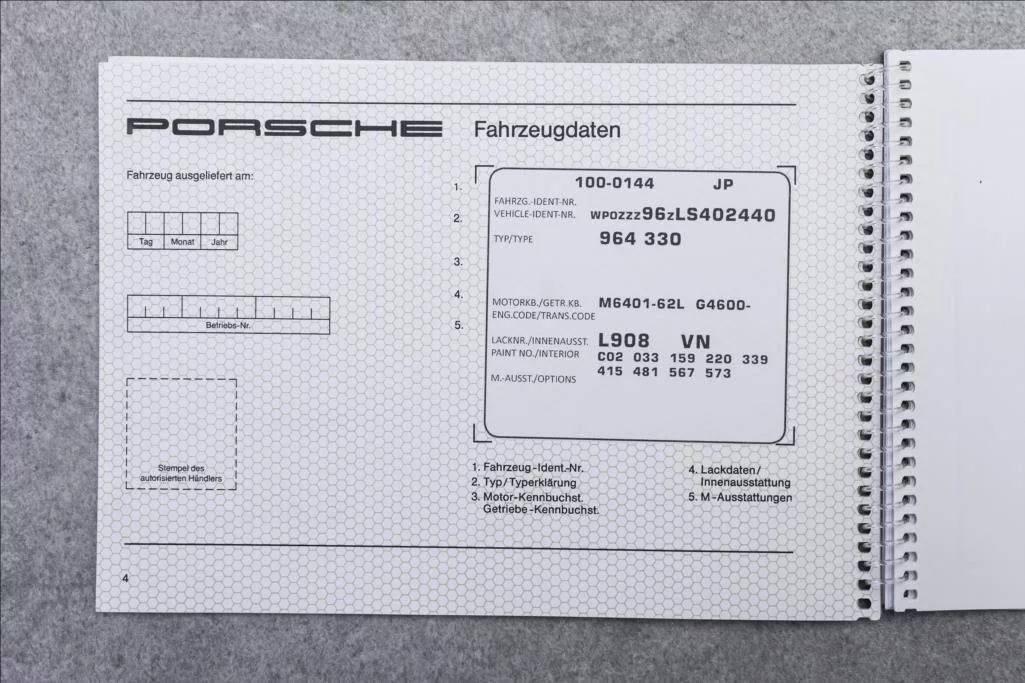 PORSCHE
Fahrzeugdaten
Fahrzeug ausgeliefert am:
Tag Monat Jahr
Betriebs-Nr.
Stempel des
autorisierten Händlers
1.
2.
3.
4.
5.
100-0144 JP
FAHRZG.-IDENT-NR.
VEHICLE-IDENT-NR. WPOZZZ96ZLS402440
TYP/TYPE 964 330
MOTORKB./GETR.KB. M6401-62L G4600-
ENG.CODE/TRANS.CODE
LACKNR./INNENAUSST. L908 VN
PAINT NO./INTERIOR C02 033 159 220 339
415 481 567 573
M.-AUSST./OPTIONS
1. Fahrzeug-Ident.-Nr.
2. Typ/Typerklärung
3. Motor-Kennbuchst.
Getriebe-Kennbuchst.
4. Lackdaten/
Innenausstattung
5. M-Ausstattungen
4